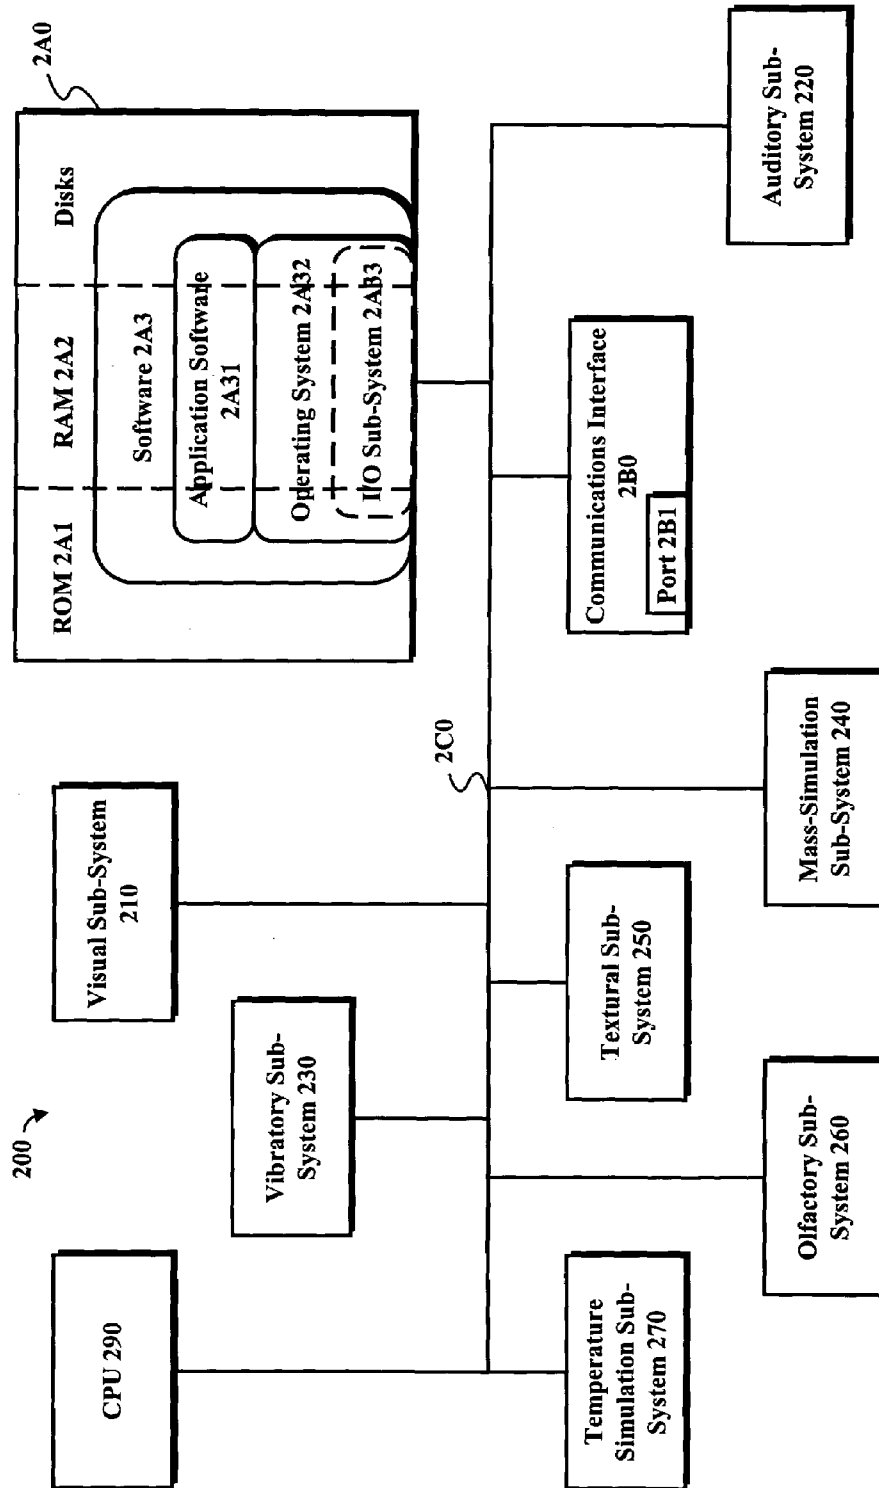 200
CPU 290
Vibratory Sub-
System 230
Visual Sub-System
210
2A0
ROM 2A1
RAM 2A2
Disks
Software 2A3
Application Software
2A31
Operating System 2A32
I/O Sub-System 2A33
2C0
Temperature
Simulation Sub-
System 270
Olfactory Sub-
System 260
Textural Sub-
System 250
Mass-Simulation
Sub-System 240
Communications Interface
2B0
Port 2B1
Auditory Sub-
System 220